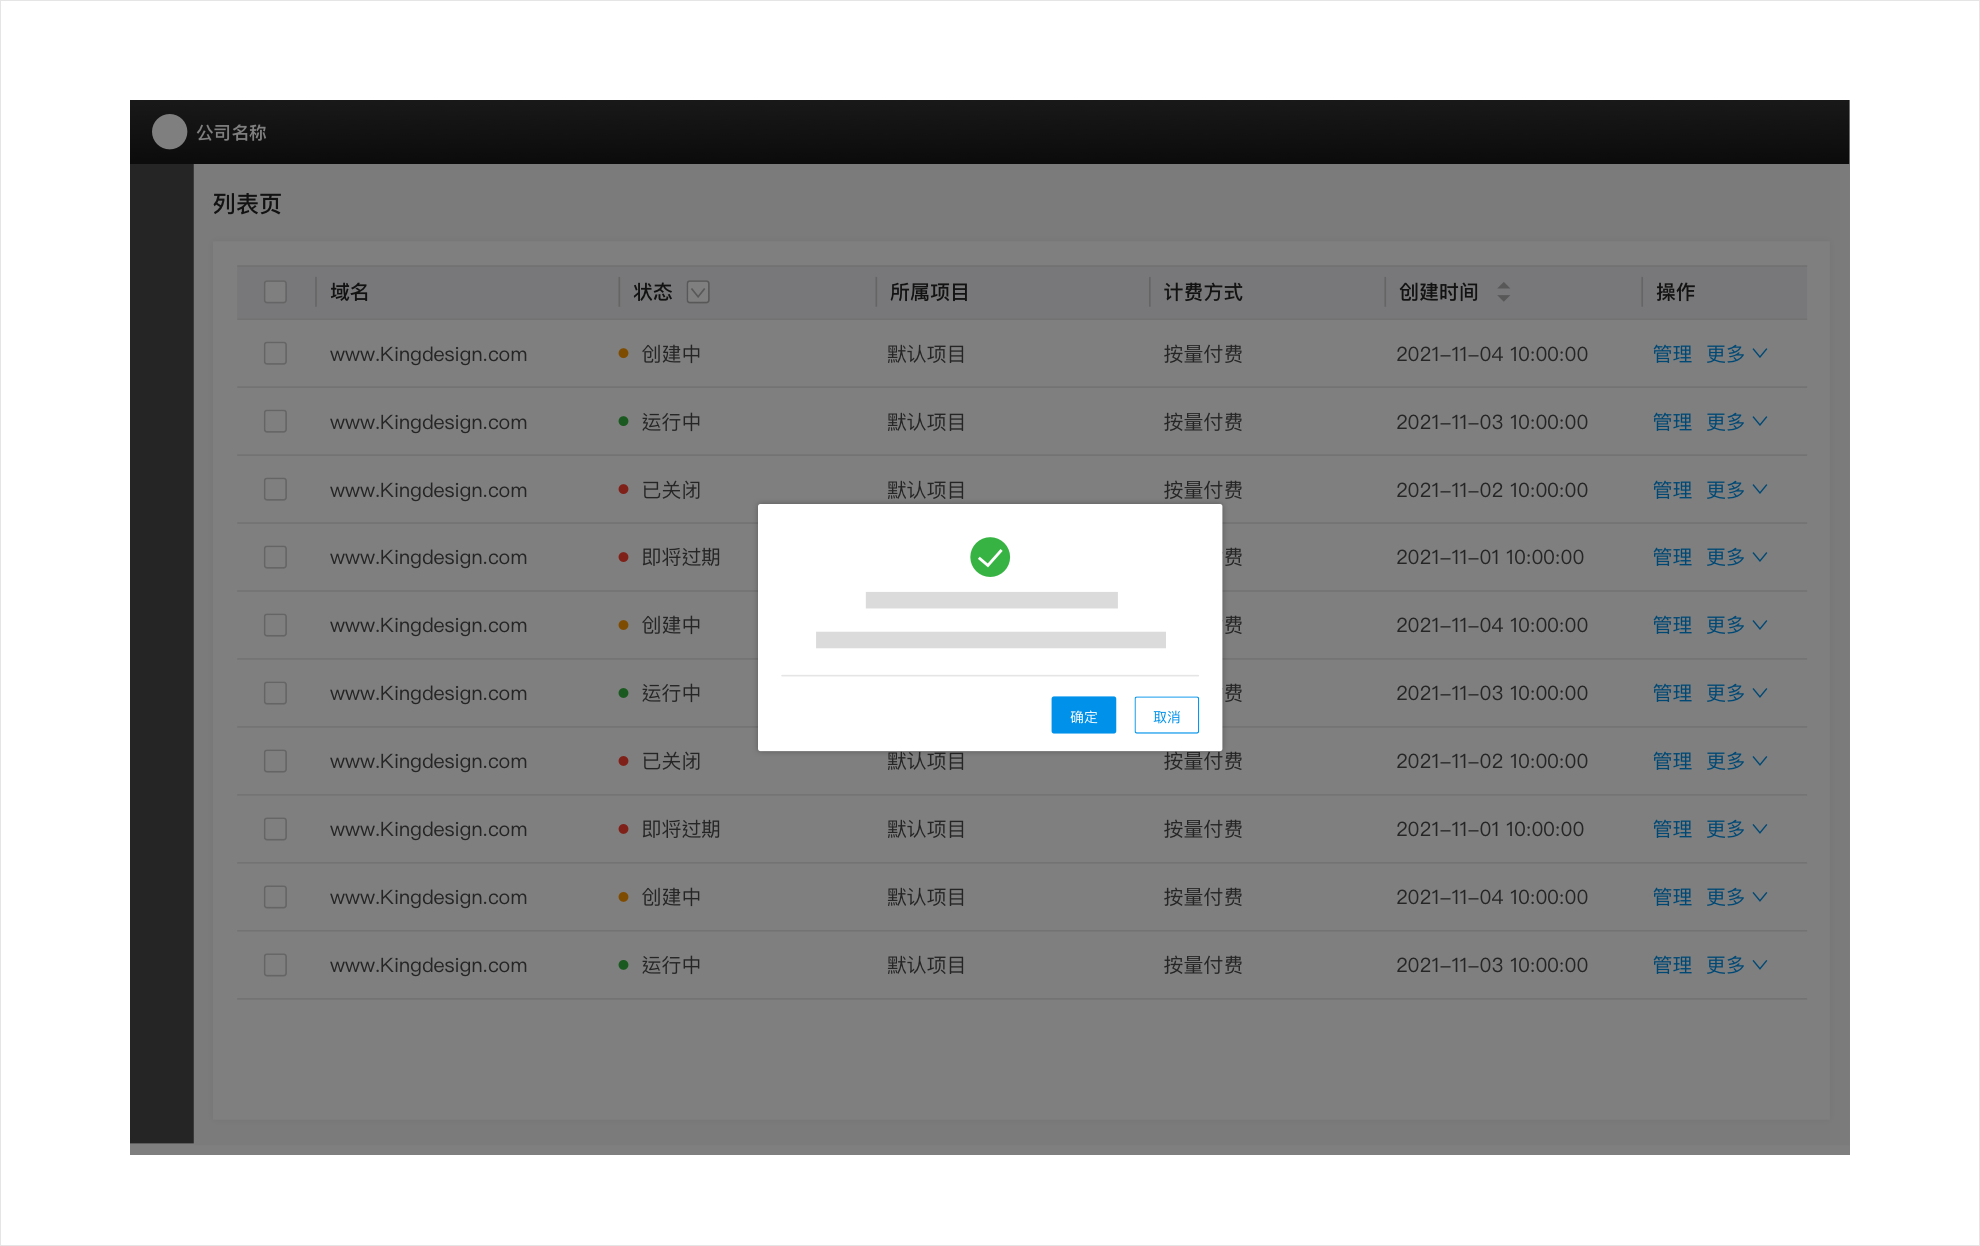 公司名称
列表页
域名 状态 所属项目 计费方式 创建时间 操作
www.Kingdesign.com 创建中 默认项目 按量付费 2021-11-04 10:00:00 管理 更多
www.Kingdesign.com 运行中 默认项目 按量付费 2021-11-03 10:00:00 管理 更多
www.Kingdesign.com 已关闭 默认项目 按量付费 2021-11-02 10:00:00 管理 更多
www.Kingdesign.com 即将过期 费 2021-11-01 10:00:00 管理 更多
www.Kingdesign.com 创建中 费 2021-11-04 10:00:00 管理 更多
www.Kingdesign.com 运行中 费 2021-11-03 10:00:00 管理 更多
确定 取消
www.Kingdesign.com 已关闭 默认项目 按量付费 2021-11-02 10:00:00 管理 更多
www.Kingdesign.com 即将过期 默认项目 按量付费 2021-11-01 10:00:00 管理 更多
www.Kingdesign.com 创建中 默认项目 按量付费 2021-11-04 10:00:00 管理 更多
www.Kingdesign.com 运行中 默认项目 按量付费 2021-11-03 10:00:00 管理 更多